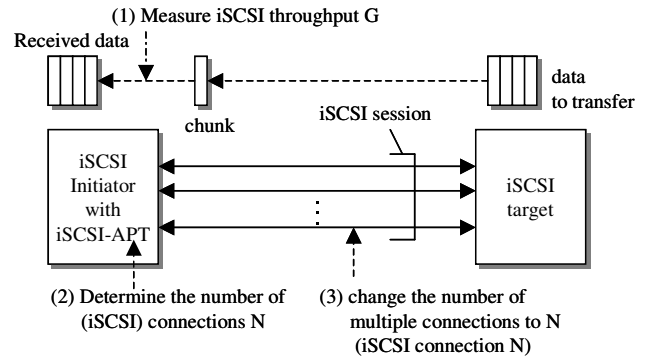 (1) Measure iSCSI throughput G
Received data
chunk
data
to transfer
iSCSI session
iSCSI
Initiator
with
iSCSI-APT
iSCSI
target
(2) Determine the number of
(iSCSI) connections N
(3) change the number of
multiple connections to N
(iSCSI connection N)